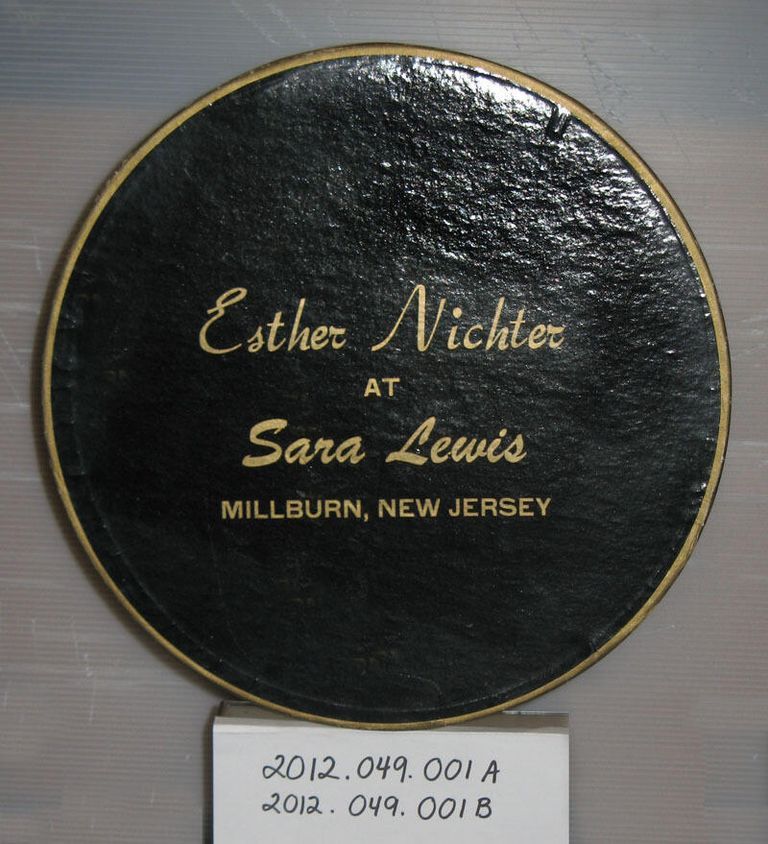 Esther Nichter
AT
Sara Lewis
MILLBURN, NEW JERSEY
2012.049.001A
2012.049.001B